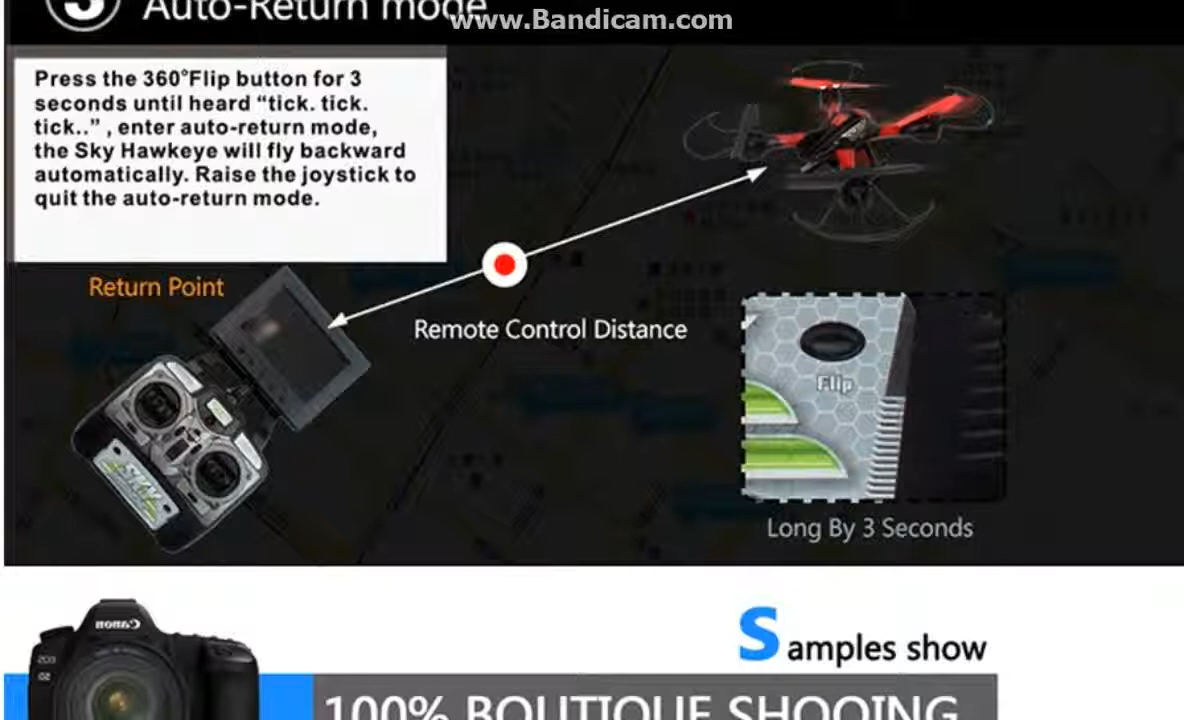 3 Auto-Return mode
www.Bandicam.com
Press the 360°Flip button for 3
seconds until heard “tick. tick.
tick..” , enter auto-return mode,
the Sky Hawkeye will fly backward
automatically. Raise the joystick to
quit the auto-return mode.
Return Point
Remote Control Distance
Flip
SKY
Long By 3 Seconds
Canon
Samples show
100% BOUTIQUE SHOOING